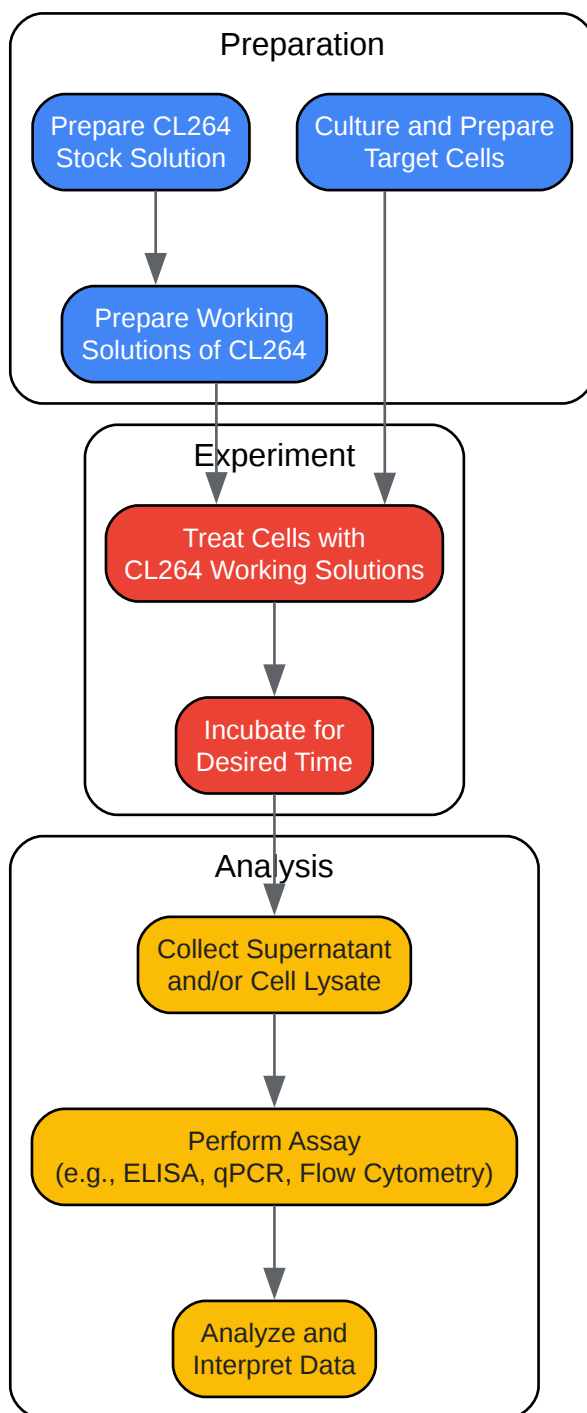 Preparation
Prepare CL264
Stock Solution
Culture and Prepare
Target Cells
Prepare Working
Solutions of CL264
Experiment
Treat Cells with
CL264 Working Solutions
Incubate for
Desired Time
Analysis
Collect Supernatant
and/or Cell Lysate
Perform Assay
(e.g., ELISA, qPCR, Flow Cytometry)
Analyze and
Interpret Data